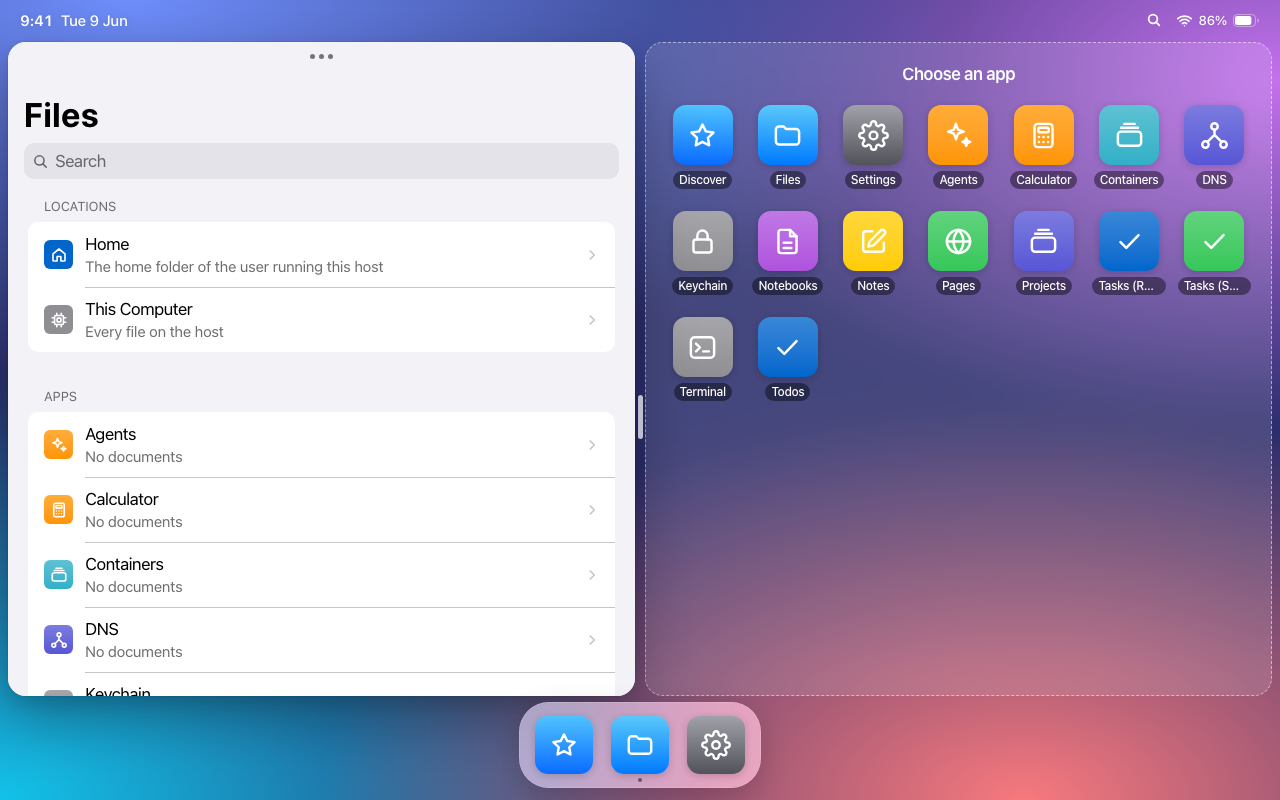 9:41 Tue 9 Jun
86%
Files
Search
LOCATIONS
Home
The home folder of the user running this host
This Computer
Every file on the host
APPS
Agents
No documents
Calculator
No documents
Containers
No documents
DNS
No documents
Keychain
Choose an app
Discover Files Settings Agents Calculator Containers DNS
Keychain Notebooks Notes Pages Projects Tasks (R... Tasks (S...
Terminal Todos